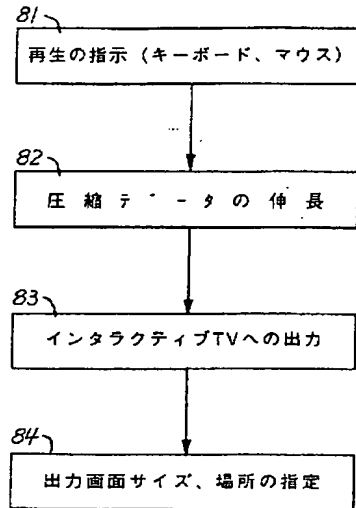 81
再生の指示(キーボード、マウス)
82
圧縮データの伸長
83
インタラクティブTVへの出力
84
出力画面サイズ、場所の指定